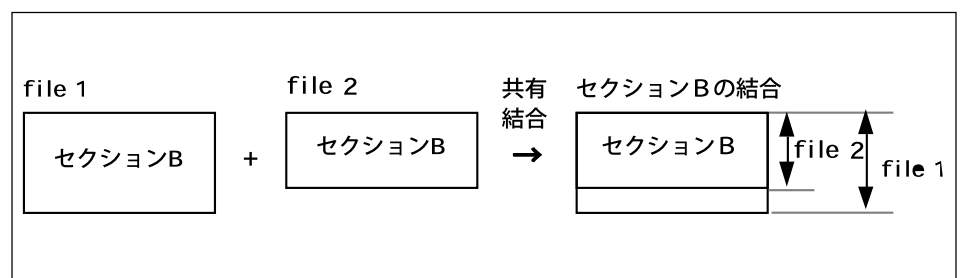 file 1
セクションB
+
file 2
セクションB
共有
結合
→
セクションBの結合
セクションB
file 2
file 1